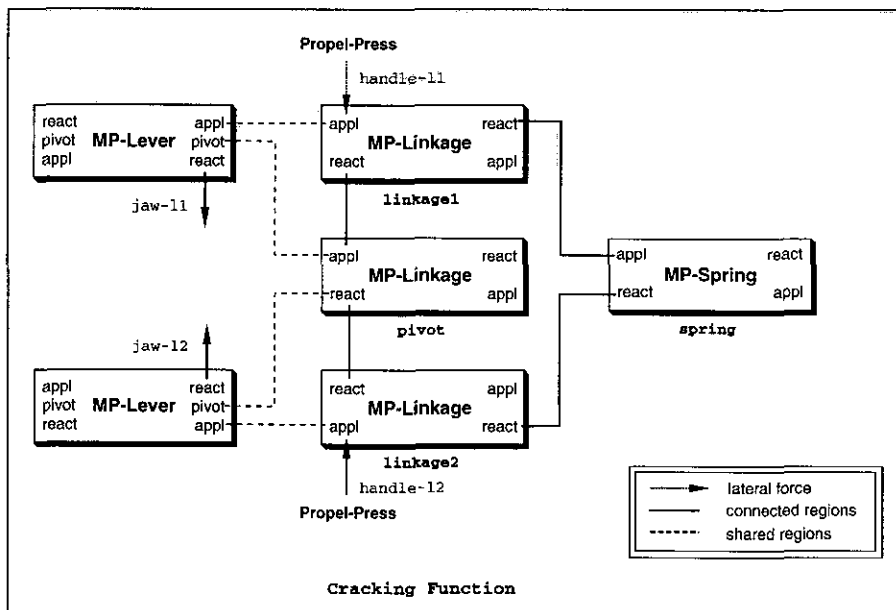 Propel-Press
handle-l1
react appl
pivot MP-Lever pivot
appl react
jaw-l1
appl react
MP-Linkage
react appl
linkage1
appl react
MP-Linkage
react appl
pivot
appl react
MP-Spring
react appl
spring
jaw-l2
appl react
pivot MP-Lever pivot
react appl
react appl
MP-Linkage
appl react
linkage2
handle-l2
Propel-Press
lateral force
connected regions
shared regions
Cracking Function